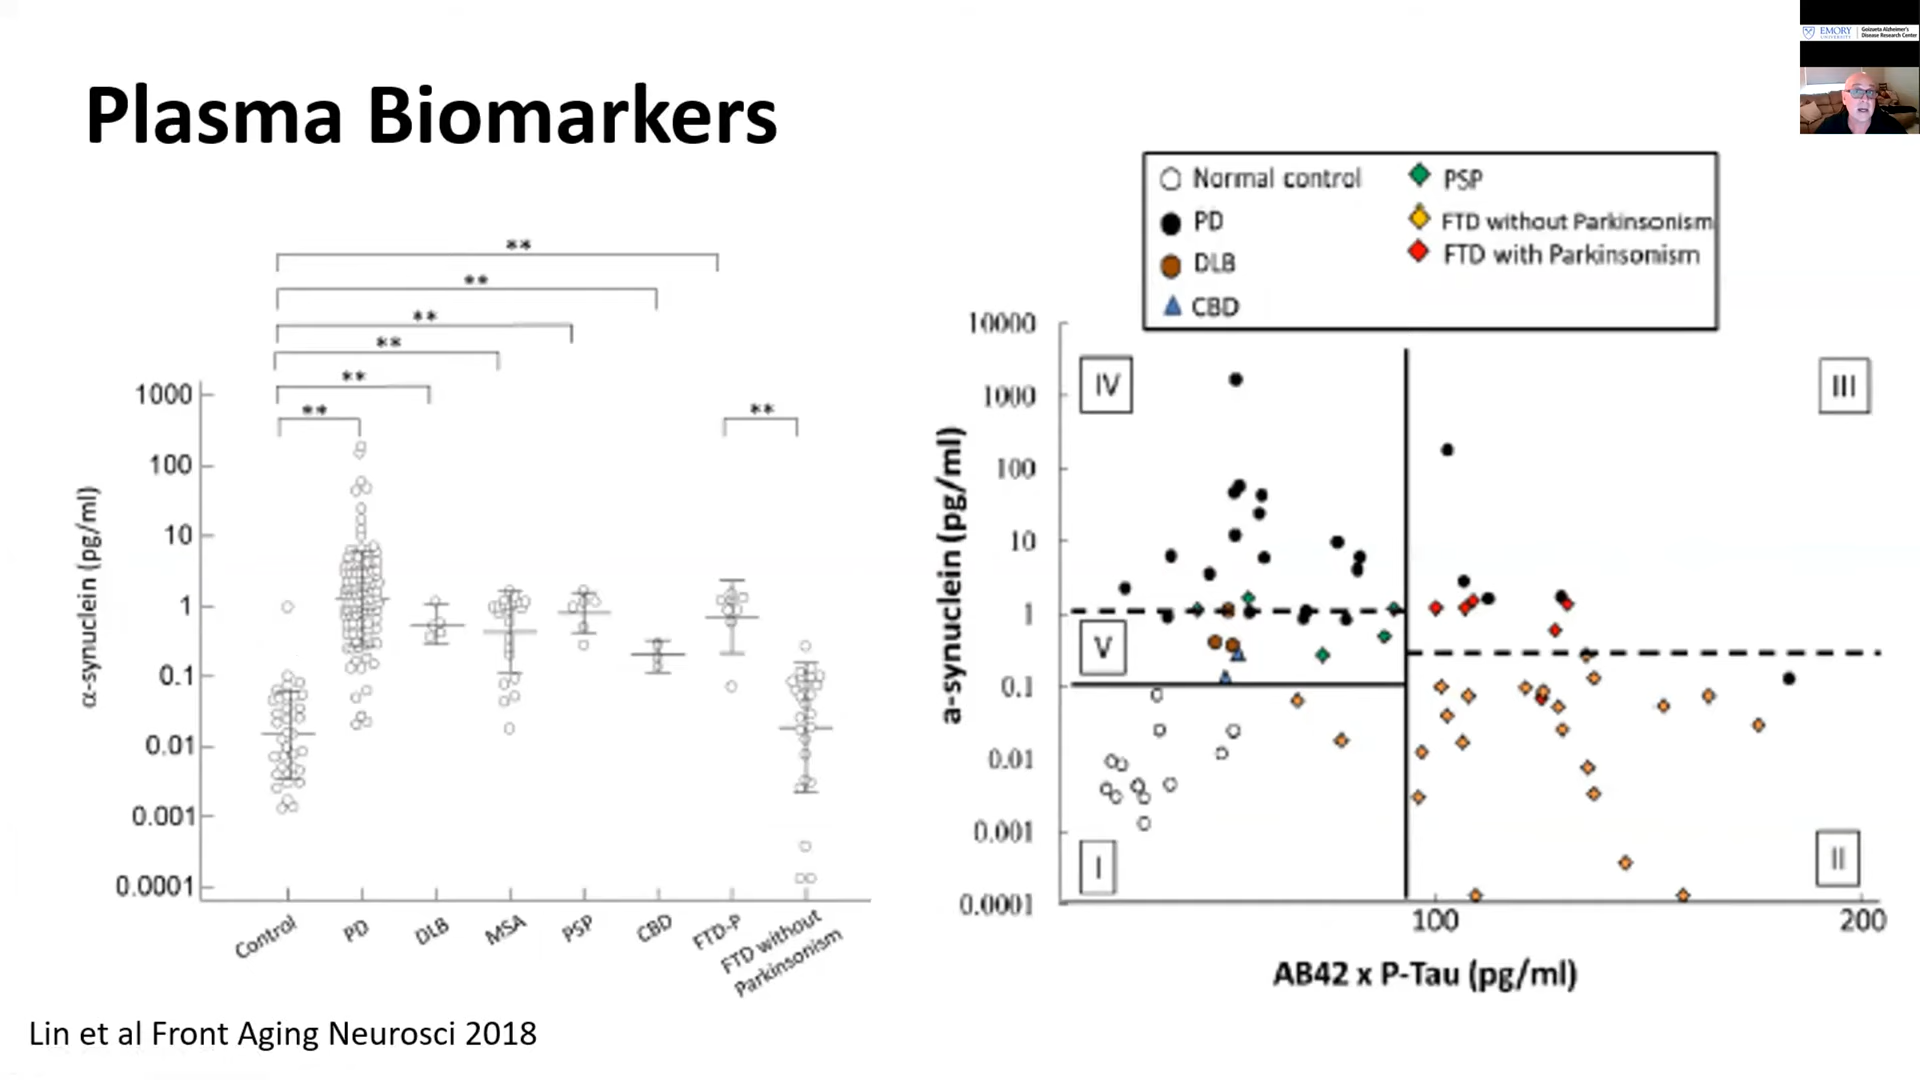 EMORY
UNIVERSITY
Goizueta Alzheimer's
Disease Research Center
Plasma Biomarkers
**
**
**
**
**
**
**
1000
100
10
1
0.1
0.01
0.001
0.0001
α-synuclein (pg/ml)
Control
PD
DLB
MSA
PSP
CBD
FTD-P
FTD without
Parkinsonism
Normal control
PD
DLB
CBD
PSP
FTD without Parkinsonism
FTD with Parkinsonism
10000
1000
100
10
1
0.1
0.01
0.001
0.0001
a-synuclein (pg/ml)
IV
III
V
I
II
100
200
AB42 x P-Tau (pg/ml)
Lin et al Front Aging Neurosci 2018